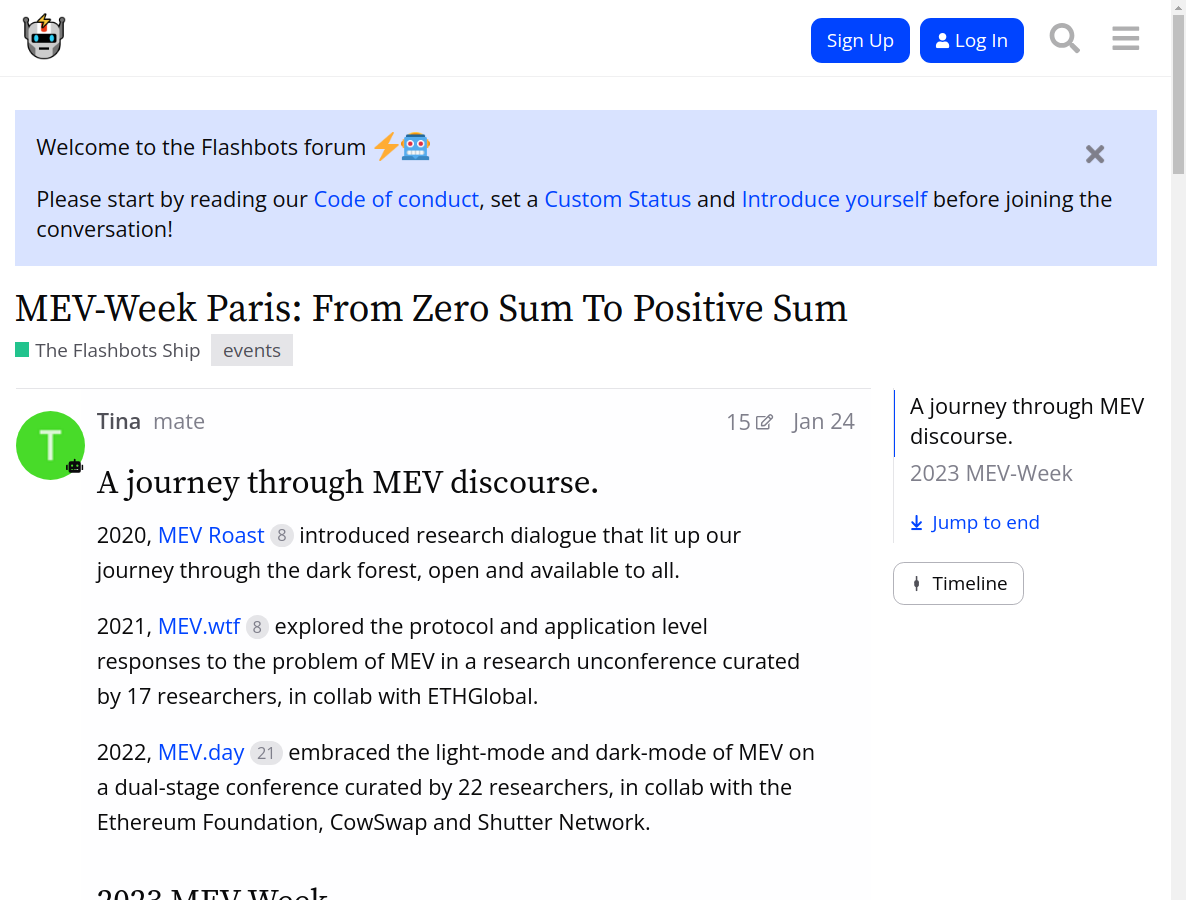 Sign Up
Log In
Welcome to the Flashbots forum
Please start by reading our Code of conduct, set a Custom Status and Introduce yourself before joining the
conversation!
MEV-Week Paris: From Zero Sum To Positive Sum
The Flashbots Ship events
T
Tina mate 15 Jan 24
A journey through MEV discourse.
2020, MEV Roast 8 introduced research dialogue that lit up our
journey through the dark forest, open and available to all.
2021, MEV.wtf 8 explored the protocol and application level
responses to the problem of MEV in a research unconference curated
by 17 researchers, in collab with ETHGlobal.
2022, MEV.day 21 embraced the light-mode and dark-mode of MEV on
a dual-stage conference curated by 22 researchers, in collab with the
Ethereum Foundation, CowSwap and Shutter Network.
2023 MEV-Week
A journey through MEV
discourse.
2023 MEV-Week
Jump to end
Timeline